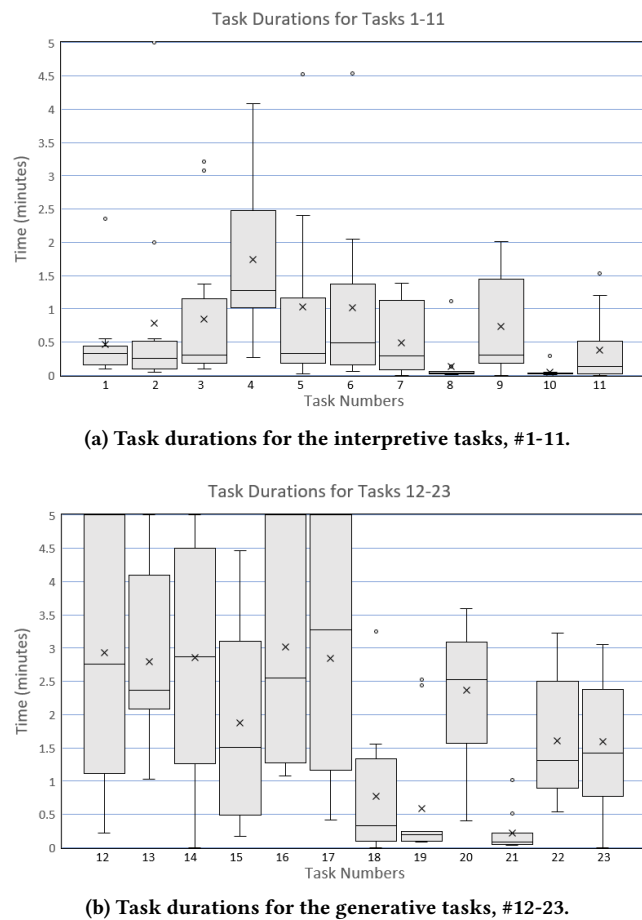 Task Durations for Tasks 1-11
5
4.5
4
3.5
3
2.5
2
1.5
1
0.5
0
Time (minutes)
1 2 3 4 5 6 7 8 9 10 11
Task Numbers
(a) Task durations for the interpretive tasks, #1-11.
Task Durations for Tasks 12-23
5
4.5
4
3.5
3
2.5
2
1.5
1
0.5
0
Time (minutes)
12 13 14 15 16 17 18 19 20 21 22 23
Task Numbers
(b) Task durations for the generative tasks, #12-23.